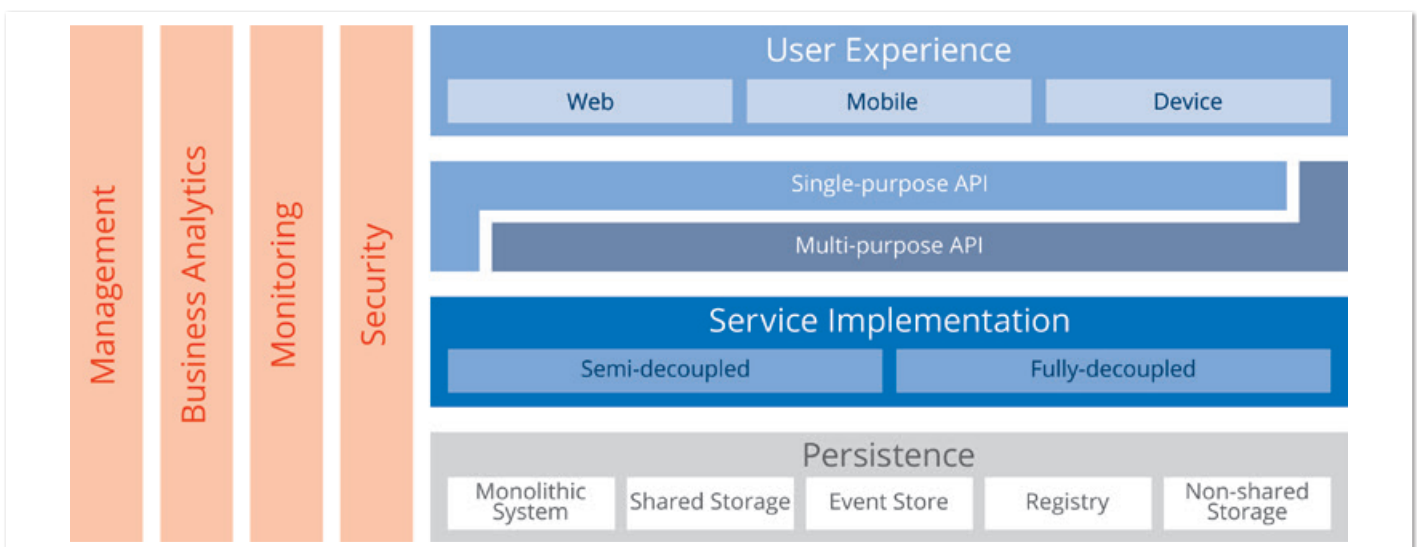 Management
Business Analytics
Monitoring
Security
User Experience
Web
Mobile
Device
Single-purpose API
Multi-purpose API
Service Implementation
Semi-decoupled
Fully-decoupled
Persistence
Monolithic
System
Shared Storage
Event Store
Registry
Non-shared
Storage